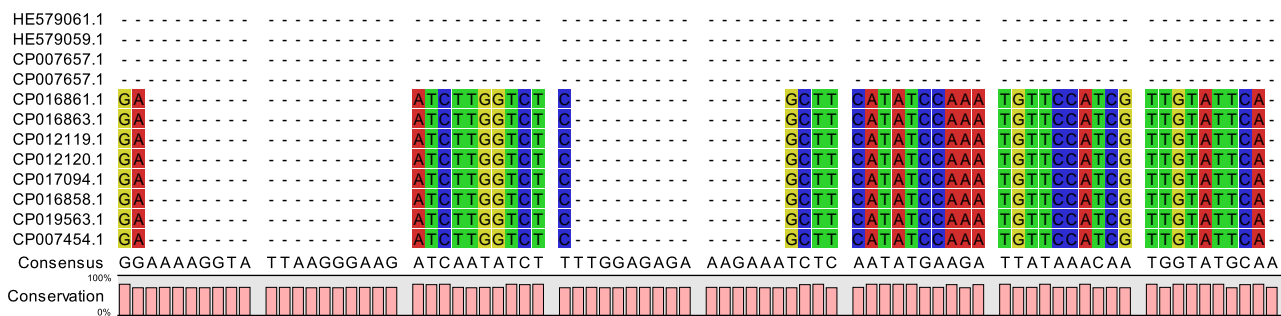 HE579061.1 ---------- ---------- ---------- ---------- ---------- ---------- ---------- ----------
HE579059.1 ---------- ---------- ---------- ---------- ---------- ---------- ---------- ----------
CP007657.1 ---------- ---------- ---------- ---------- ---------- ---------- ---------- ----------
CP007657.1 ---------- ---------- ---------- ---------- ---------- ---------- ---------- ----------
CP016861.1 GA-------- ---------- ATCTTGGTCT C--------- ------GCTT CATATCCAAA TGTTCCATCG TTGTATTCA-
CP016863.1 GA-------- ---------- ATCTTGGTCT C--------- ------GCTT CATATCCAAA TGTTCCATCG TTGTATTCA-
CP012119.1 GA-------- ---------- ATCTTGGTCT C--------- ------GCTT CATATCCAAA TGTTCCATCG TTGTATTCA-
CP012120.1 GA-------- ---------- ATCTTGGTCT C--------- ------GCTT CATATCCAAA TGTTCCATCG TTGTATTCA-
CP017094.1 GA-------- ---------- ATCTTGGTCT C--------- ------GCTT CATATCCAAA TGTTCCATCG TTGTATTCA-
CP016858.1 GA-------- ---------- ATCTTGGTCT C--------- ------GCTT CATATCCAAA TGTTCCATCG TTGTATTCA-
CP019563.1 GA-------- ---------- ATCTTGGTCT C--------- ------GCTT CATATCCAAA TGTTCCATCG TTGTATTCA-
CP007454.1 GA-------- ---------- ATCTTGGTCT C--------- ------GCTT CATATCCAAA TGTTCCATCG TTGTATTCA-
Consensus GGAAAAGGTA TTAAGGGAAG ATCAATATCT TTTGGAGAGA AAGAAATCTC AATATGAAGA TTATAAACAA TGGTATGCAA
100%
Conservation
0%